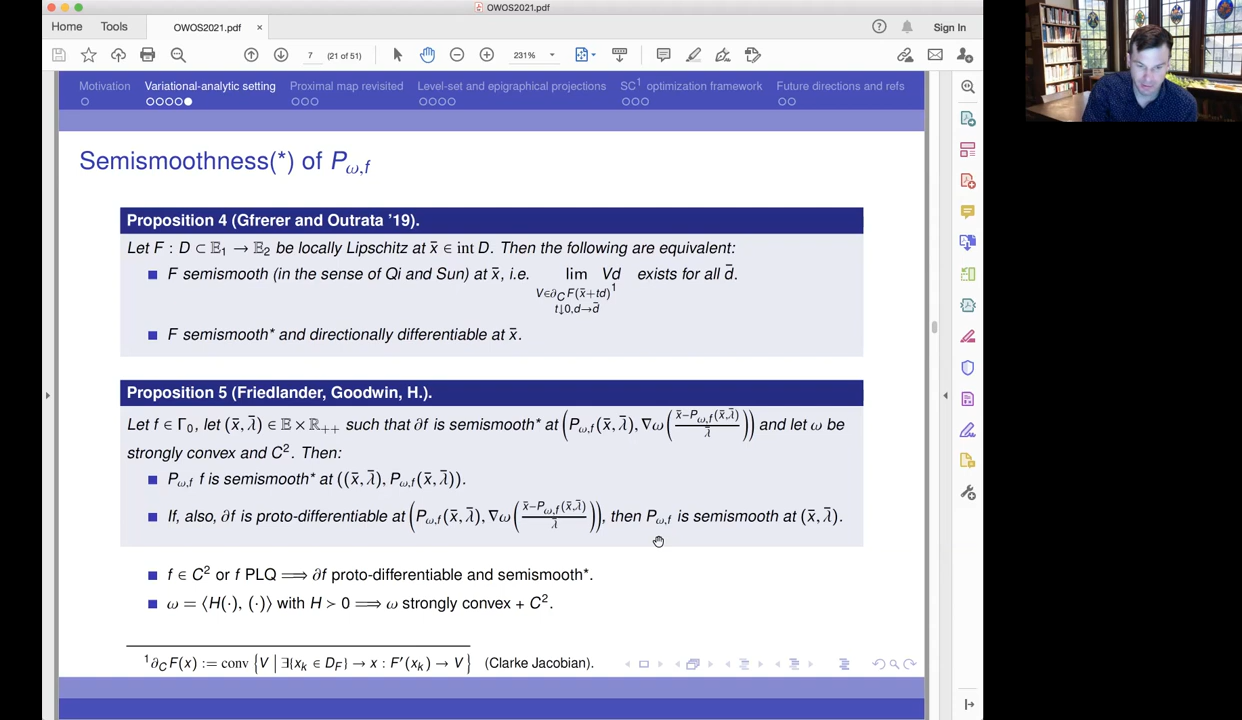 OWOS2021.pdf
Home Tools OWOS2021.pdf × Sign In
7 (21 of 51) 231%
Motivation Variational-analytic setting Proximal map revisited Level-set and epigraphical projections SC¹ optimization framework Future directions and refs
Semismoothness(*) of P_{ω,f}
Proposition 4 (Gfrerer and Outrata '19).
Let F : D ⊂ 𝔼₁ → 𝔼₂ be locally Lipschitz at x̄ ∈ int D. Then the following are equivalent:
■ F semismooth (in the sense of Qi and Sun) at x̄, i.e. lim Vd exists for all d̄.
V∈∂_C F(x̄+td)¹
t↓0,d→d̄
■ F semismooth* and directionally differentiable at x̄.
Proposition 5 (Friedlander, Goodwin, H.).
Let f ∈ Γ₀, let (x̄, λ̄) ∈ 𝔼 × ℝ₊₊ such that ∂f is semismooth* at (P_{ω,f}(x̄, λ̄), ∇ω((x̄−P_{ω,f}(x̄,λ̄))/λ̄)) and let ω be
strongly convex and C². Then:
■ P_{ω,f} f is semismooth* at ((x̄, λ̄), P_{ω,f}(x̄, λ̄)).
■ If, also, ∂f is proto-differentiable at (P_{ω,f}(x̄, λ̄), ∇ω((x̄−P_{ω,f}(x̄,λ̄))/λ̄)), then P_{ω,f} is semismooth at (x̄, λ̄).
■ f ∈ C² or f PLQ ⟹ ∂f proto-differentiable and semismooth*.
■ ω = ⟨H(·), (·)⟩ with H ≻ 0 ⟹ ω strongly convex + C².
¹∂_C F(x) := conv {V | ∃{x_k ∈ D_F} → x : F′(x_k) → V} (Clarke Jacobian).